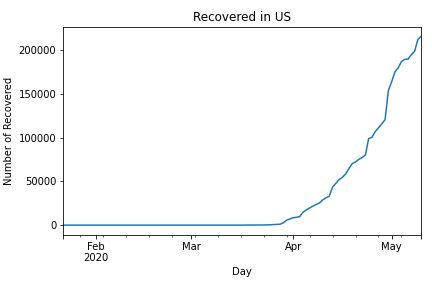 Recovered in US
Number of Recovered
200000
150000
100000
50000
0
Feb
2020
Mar
Apr
May
Day